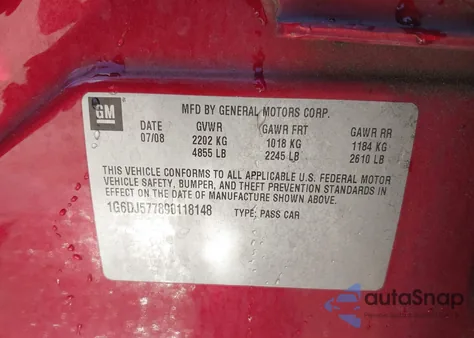 GM
MFD BY GENERAL MOTORS CORP.
DATE GVWR GAWR FRT GAWR RR
07/08 2202 KG 1018 KG 1184 KG
4855 LB 2245 LB 2610 LB
THIS VEHICLE CONFORMS TO ALL APPLICABLE U.S. FEDERAL MOTOR
VEHICLE SAFETY, BUMPER, AND THEFT PREVENTION STANDARDS IN
EFFECT ON THE DATE OF MANUFACTURE SHOWN ABOVE.
1G6DJ577890118148 TYPE: PASS CAR
autoSnap